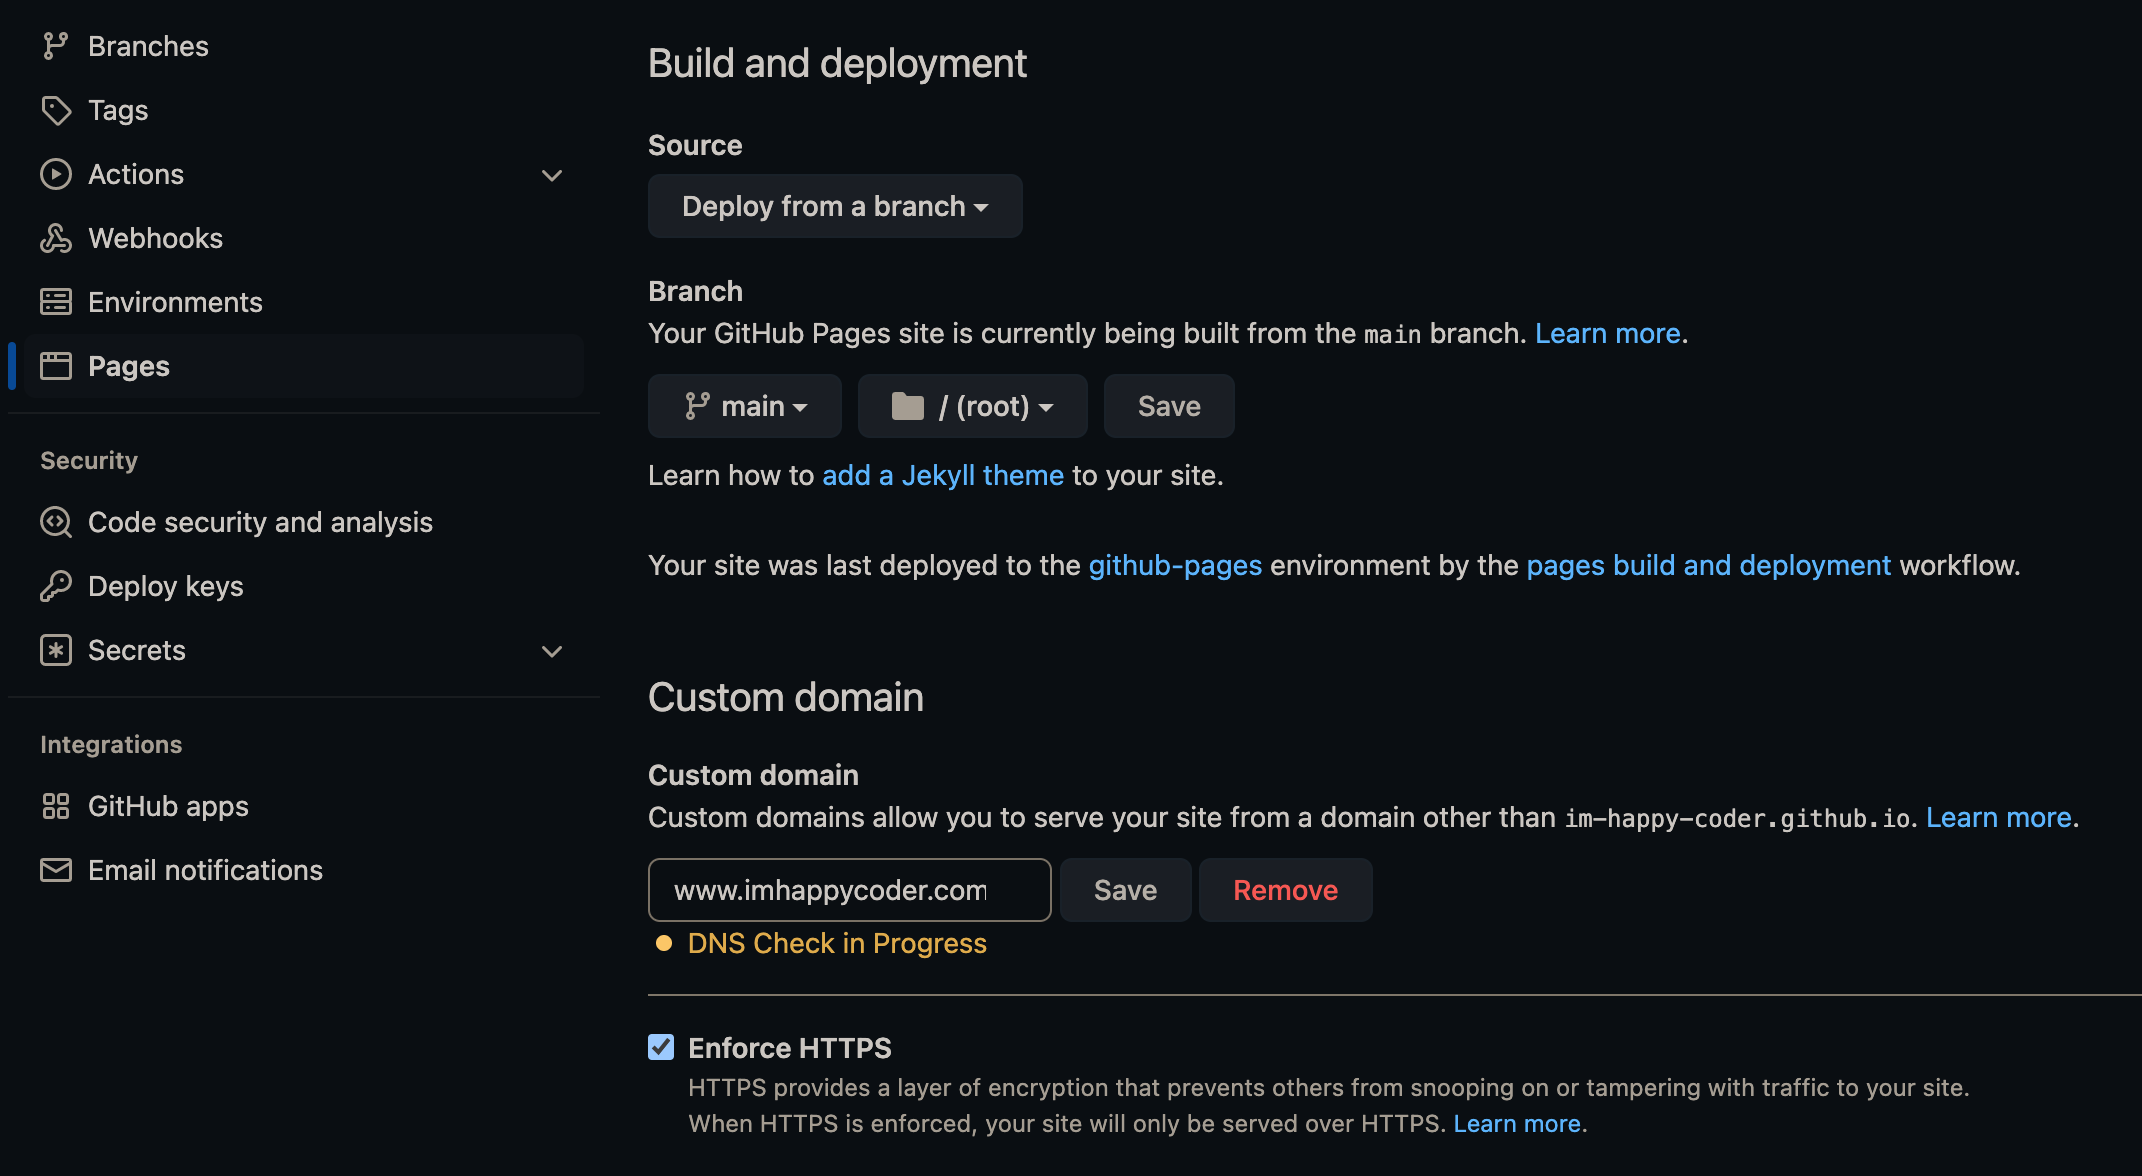 Branches
Tags
Actions
Webhooks
Environments
Pages
Security
Code security and analysis
Deploy keys
Secrets
Integrations
GitHub apps
Email notifications
Build and deployment
Source
Deploy from a branch
Branch
Your GitHub Pages site is currently being built from the main branch. Learn more.
main
/ (root)
Save
Learn how to add a Jekyll theme to your site.
Your site was last deployed to the github-pages environment by the pages build and deployment workflow.
Custom domain
Custom domain
Custom domains allow you to serve your site from a domain other than im-happy-coder.github.io. Learn more.
www.imhappycoder.com
Save
Remove
DNS Check in Progress
Enforce HTTPS
HTTPS provides a layer of encryption that prevents others from snooping on or tampering with traffic to your site.
When HTTPS is enforced, your site will only be served over HTTPS. Learn more.